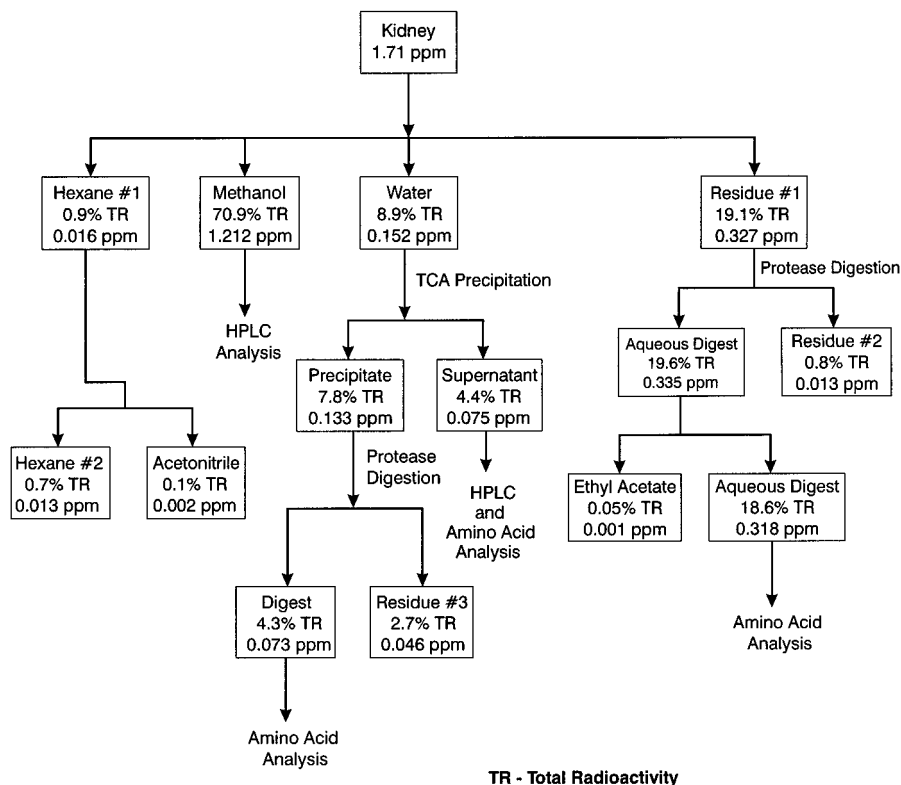 Kidney
1.71 ppm
Hexane #1
0.9% TR
0.016 ppm
Methanol
70.9% TR
1.212 ppm
Water
8.9% TR
0.152 ppm
Residue #1
19.1% TR
0.327 ppm
HPLC
Analysis
TCA Precipitation
Protease Digestion
Precipitate
7.8% TR
0.133 ppm
Supernatant
4.4% TR
0.075 ppm
Aqueous Digest
19.6% TR
0.335 ppm
Residue #2
0.8% TR
0.013 ppm
Hexane #2
0.7% TR
0.013 ppm
Acetonitrile
0.1% TR
0.002 ppm
Protease
Digestion
HPLC
and
Amino Acid
Analysis
Ethyl Acetate
0.05% TR
0.001 ppm
Aqueous Digest
18.6% TR
0.318 ppm
Digest
4.3% TR
0.073 ppm
Residue #3
2.7% TR
0.046 ppm
Amino Acid
Analysis
Amino Acid
Analysis
TR - Total Radioactivity